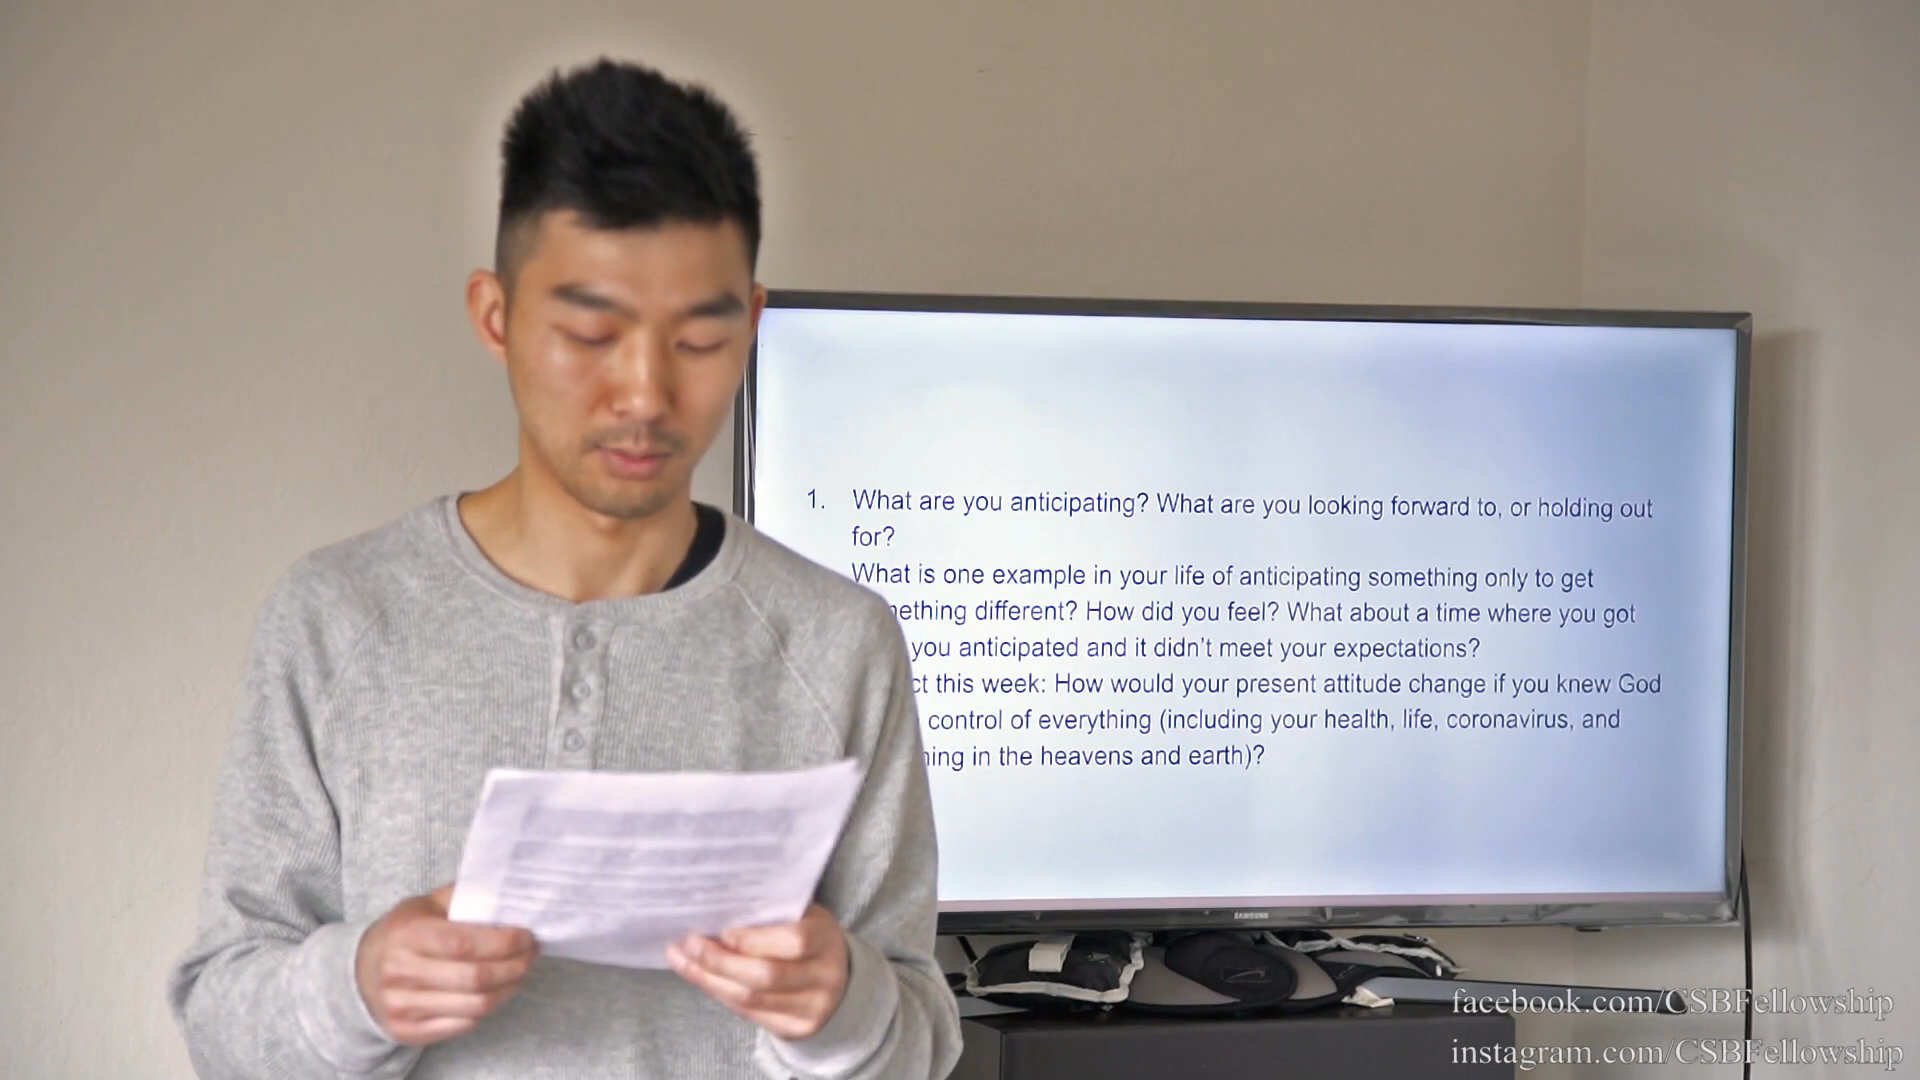 1. What are you anticipating? What are you looking forward to, or holding out
for?
What is one example in your life of anticipating something only to get
ething different? How did you feel? What about a time where you got
you anticipated and it didn't meet your expectations?
ct this week: How would your present attitude change if you knew God
control of everything (including your health, life, coronavirus, and
ing in the heavens and earth)?
SAMSUNG
facebook.com/CSBFellowship
instagram.com/CSBFellowship